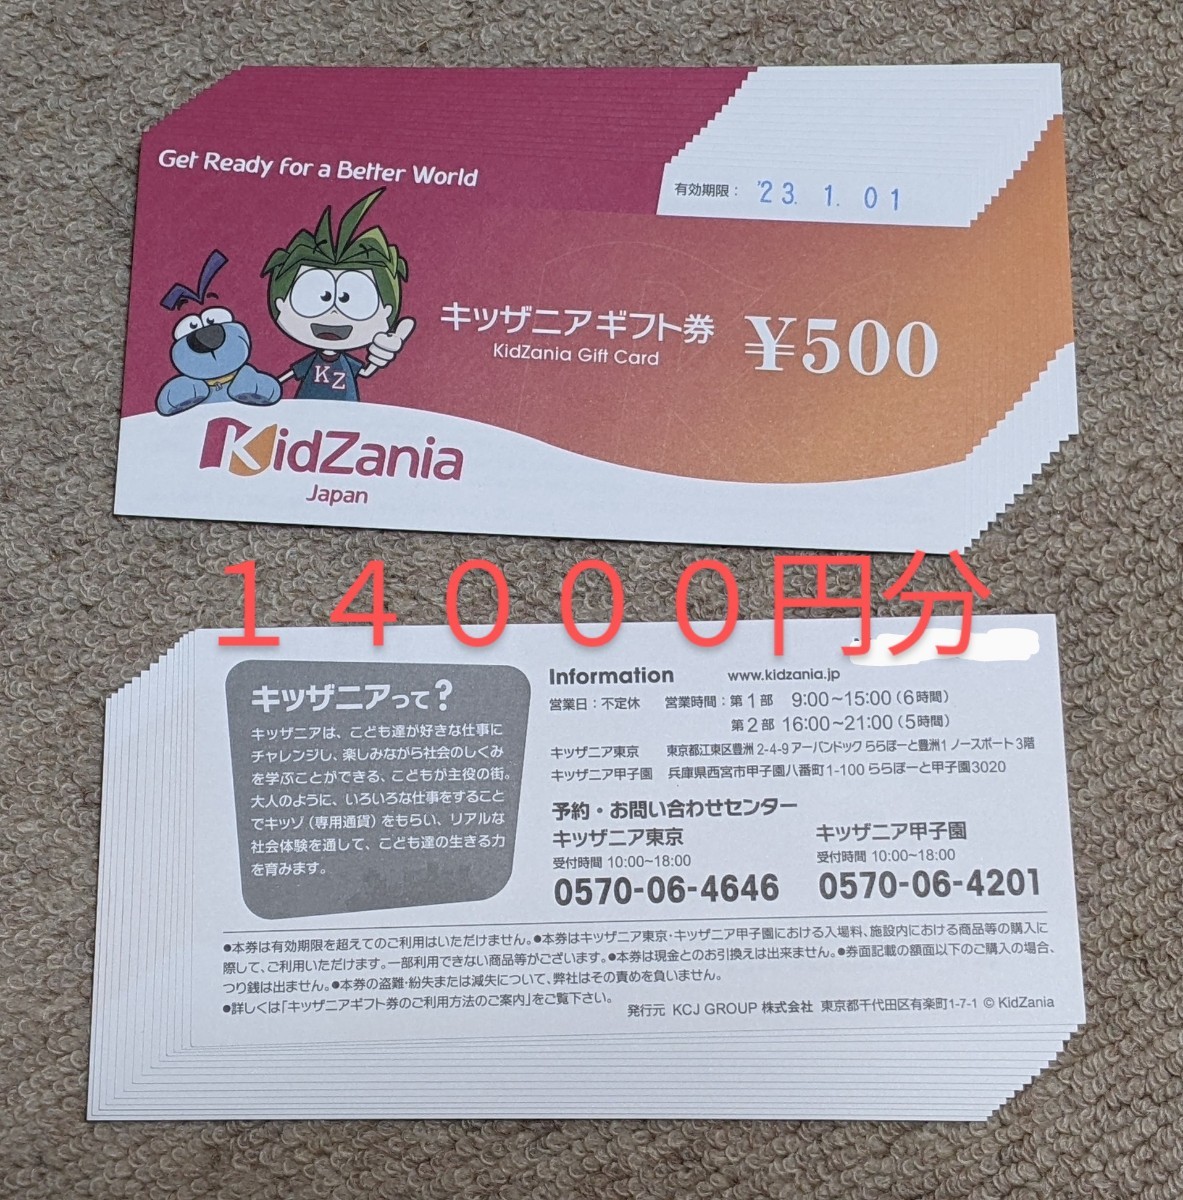 Get Ready for a Better World
有効期限： '23. 1. 01
キッザニア ギフト券 ¥500
KidZania Gift Card
KZ
KidZania
Japan
１４０００円分
キッザニアって?
キッザニアは、こども達が好きな仕事に
チャレンジし、楽しみながら社会のしくみ
を学ぶことができる、こどもが主役の街。
大人のように、いろいろな仕事をすること
でキッゾ（専用通貨）をもらい、リアルな
社会体験を通して、こども達の生きる力
を育みます。
Information www.kidzania.jp
営業日：不定休 営業時間：第1部 9:00~15:00（6時間）
第2部 16:00~21:00（5時間）
キッザニア東京 東京都江東区豊洲 2-4-9 アーバンドック ららぽーと豊洲1 ノースポート3階
キッザニア甲子園 兵庫県西宮市甲子園八番町1-100 ららぽーと甲子園3020
予約・お問い合わせセンター
キッザニア東京
受付時間 10:00~18:00
0570-06-4646
キッザニア甲子園
受付時間 10:00~18:00
0570-06-4201
●本券は有効期限を超えてのご利用はいただけません。●本券はキッザニア東京・キッザニア甲子園における入場料、施設内における商品等の購入に
際して、ご利用いただけます。一部利用できない商品等がございます。●本券は現金とのお引換えは出来ません。●券面記載の額面以下のご購入の場合、
つり銭は出ません。●本券の盗難・紛失または減失について、弊社はその責めを負いません。
●詳しくは「キッザニアギフト券のご利用方法のご案内」をご覧下さい。
発行元 KCJ GROUP 株式会社 東京都千代田区有楽町1-7-1 © KidZania